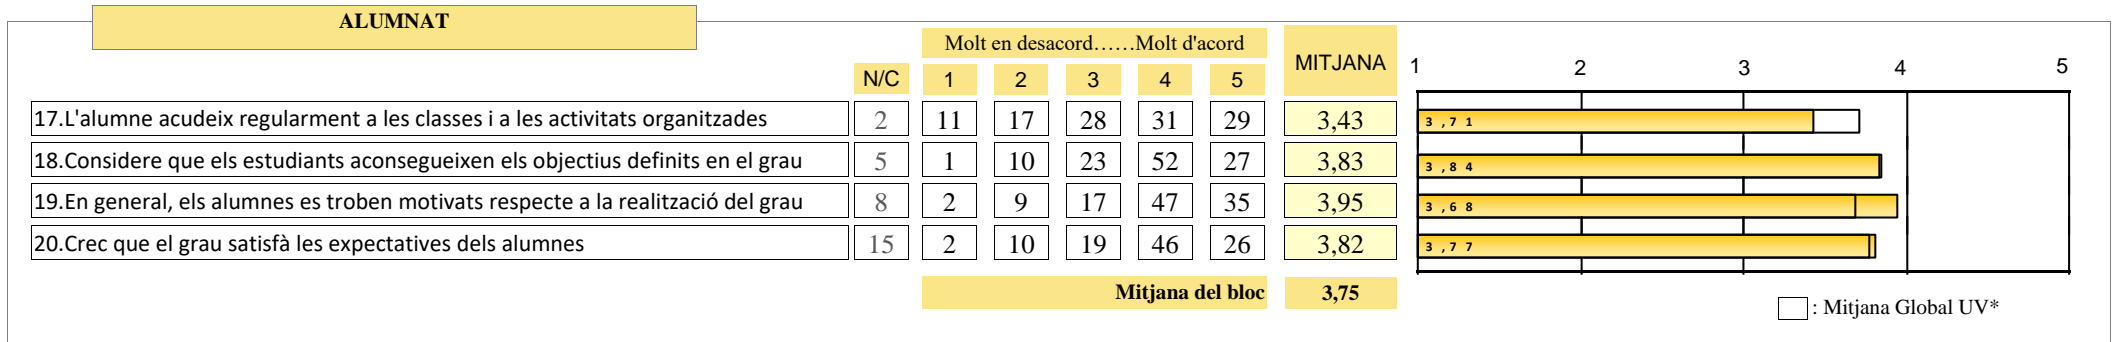 ALUMNAT
Molt en desacord......Molt d'acord
MITJANA
N/C 1 2 3 4 5
1 2 3 4 5
17.L'alumne acudeix regularment a les classes i a les activitats organitzades 2 11 17 28 31 29 3,43 3,71
18.Considere que els estudiants aconsegueixen els objectius definits en el grau 5 1 10 23 52 27 3,83 3,84
19.En general, els alumnes es troben motivats respecte a la realització del grau 8 2 9 17 47 35 3,95 3,68
20.Crec que el grau satisfà les expectatives dels alumnes 15 2 10 19 46 26 3,82 3,77
Mitjana del bloc 3,75
: Mitjana Global UV*